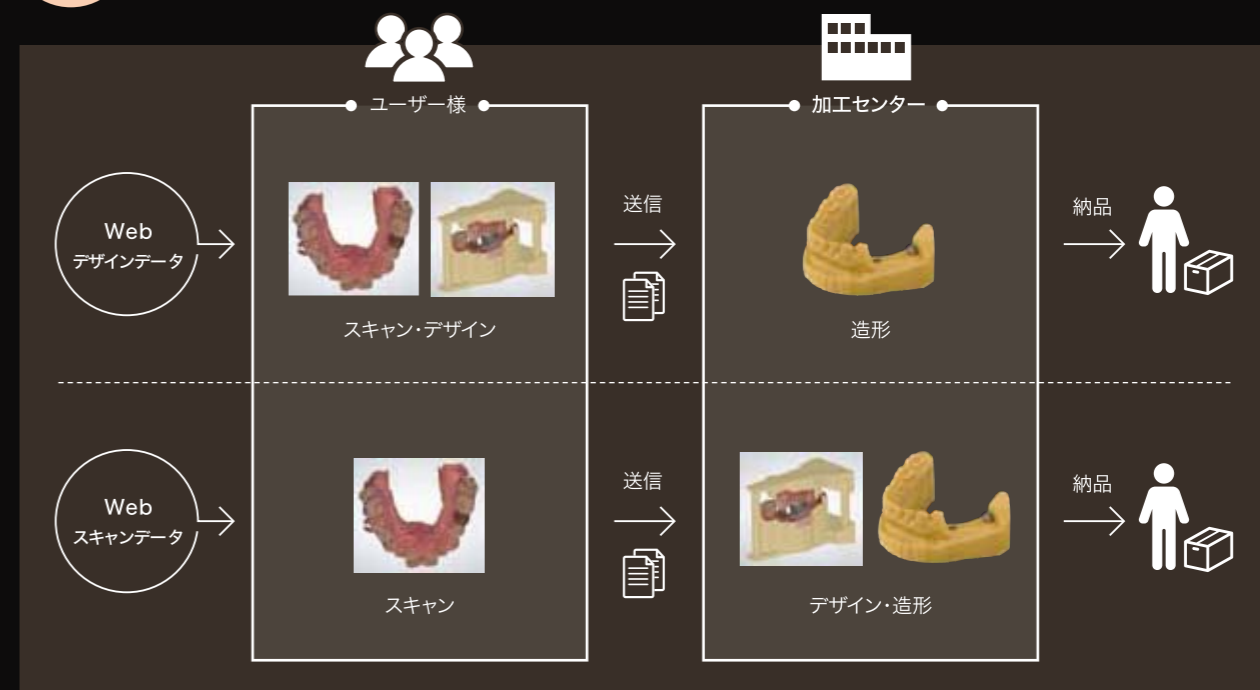 ユーザー様
加工センター
Web
デザインデータ
スキャン・デザイン
送信
造形
納品
Web
スキャンデータ
スキャン
送信
デザイン・造形
納品